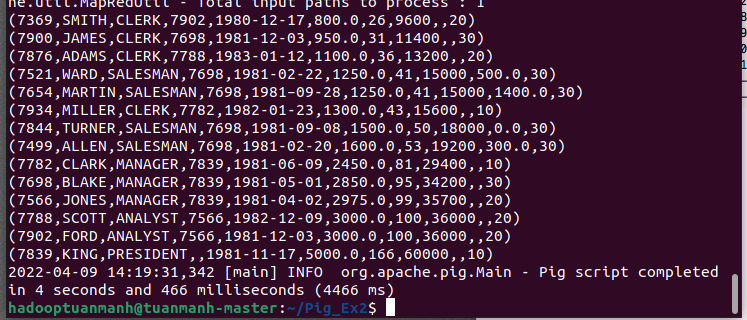 ne.util.MapRedUtil - Total input paths to process : 1
(7369,SMITH,CLERK,7902,1980-12-17,800.0,26,9600,,20)
(7900,JAMES,CLERK,7698,1981-12-03,950.0,31,11400,,30)
(7876,ADAMS,CLERK,7788,1983-01-12,1100.0,36,13200,,20)
(7521,WARD,SALESMAN,7698,1981-02-22,1250.0,41,15000,500.0,30)
(7654,MARTIN,SALESMAN,7698,1981-09-28,1250.0,41,15000,1400.0,30)
(7934,MILLER,CLERK,7782,1982-01-23,1300.0,43,15600,,10)
(7844,TURNER,SALESMAN,7698,1981-09-08,1500.0,50,18000,0.0,30)
(7499,ALLEN,SALESMAN,7698,1981-02-20,1600.0,53,19200,300.0,30)
(7782,CLARK,MANAGER,7839,1981-06-09,2450.0,81,29400,,10)
(7698,BLAKE,MANAGER,7839,1981-05-01,2850.0,95,34200,,30)
(7566,JONES,MANAGER,7839,1981-04-02,2975.0,99,35700,,20)
(7788,SCOTT,ANALYST,7566,1982-12-09,3000.0,100,36000,,20)
(7902,FORD,ANALYST,7566,1981-12-03,3000.0,100,36000,,20)
(7839,KING,PRESIDENT,,1981-11-17,5000.0,166,60000,,10)
2022-04-09 14:19:31,342 [main] INFO  org.apache.pig.Main - Pig script completed
in 4 seconds and 466 milliseconds (4466 ms)
hadooptuanmanh@tuanmanh-master:~/Pig_Ex2$